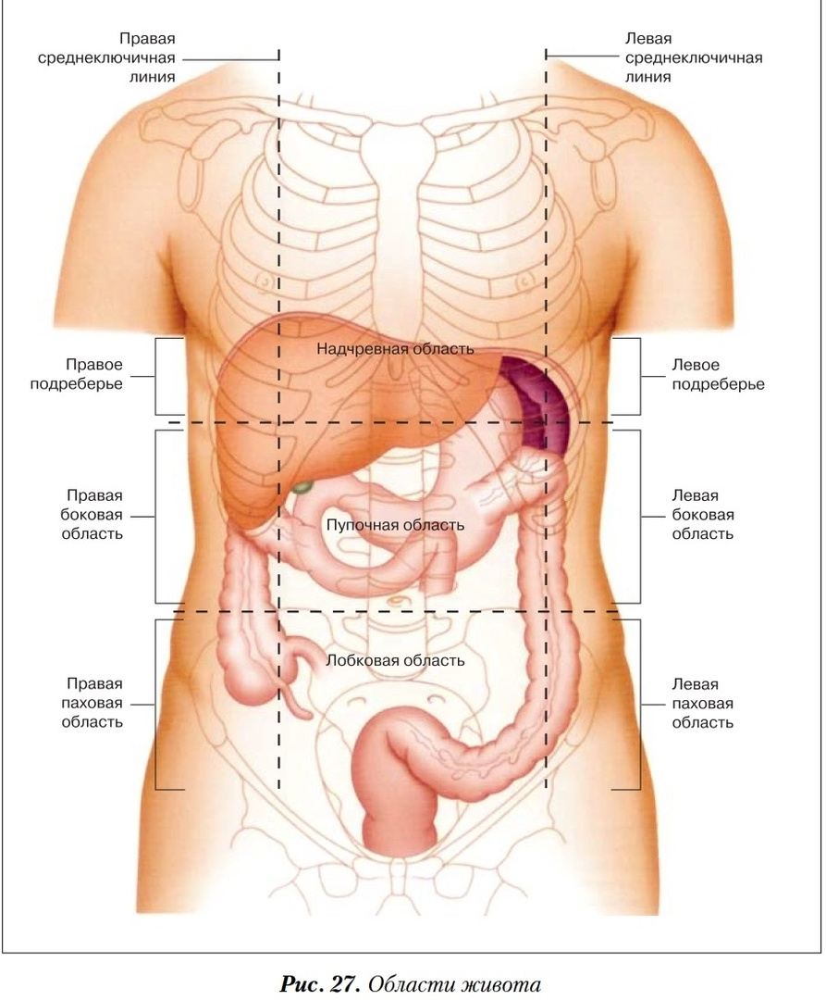 Правая
среднеключичная
линия
Левая
среднеключичная
линия
Надчревная область
Правое
подреберье
Левое
подреберье
Правая
боковая
область
Пупочная область
Левая
боковая
область
Лобковая область
Правая
паховая
область
Левая
паховая
область
Рис. 27. Области живота